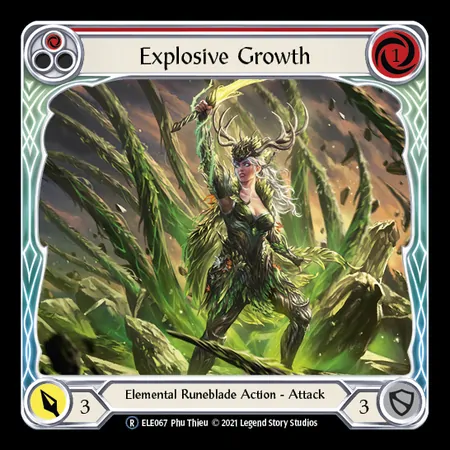 Explosive Growth
1
3
Elemental Runeblade Action - Attack
3
R ELE067 Phu Thieu © 2021 Legend Story Studios